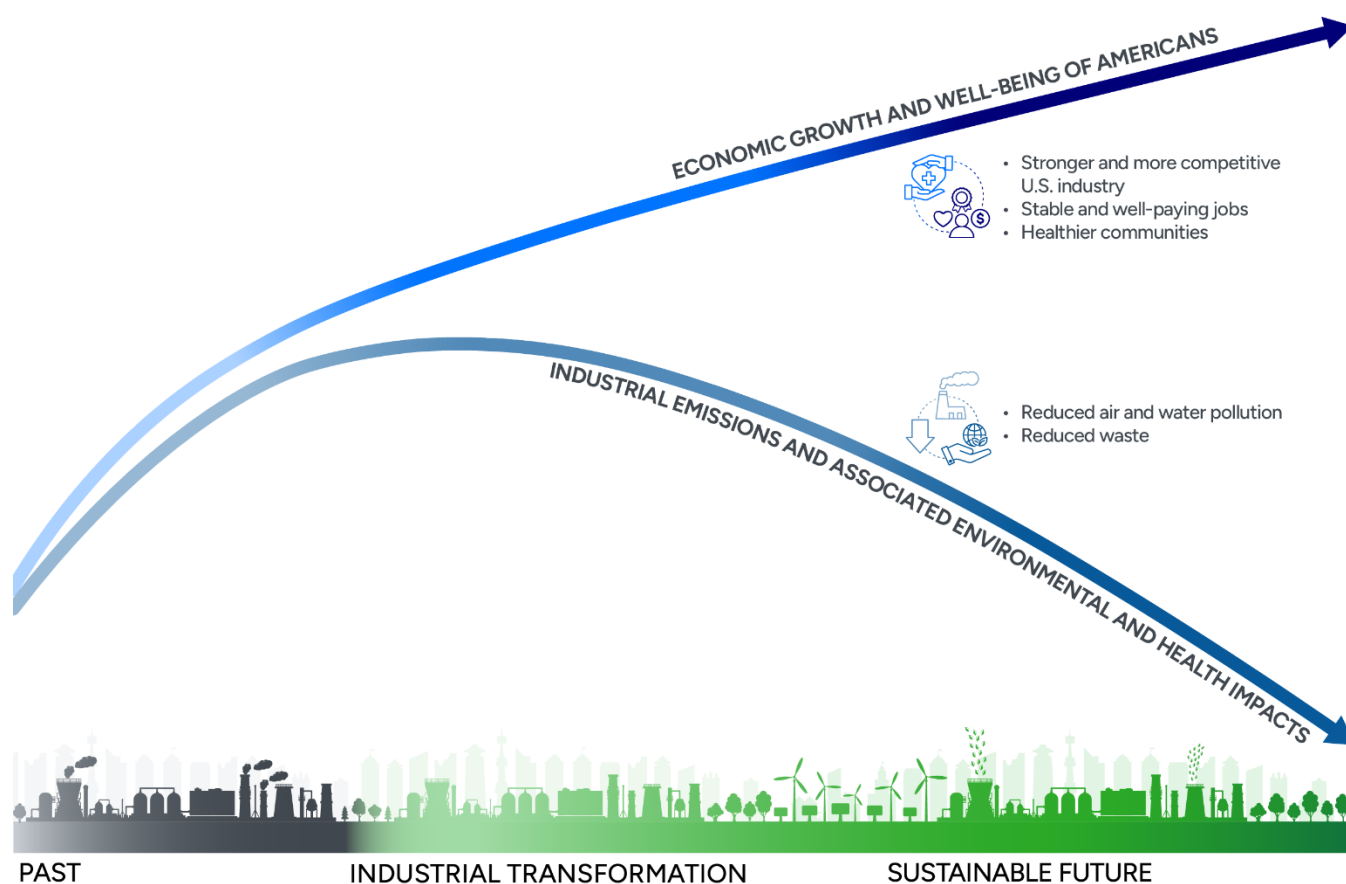 ECONOMIC GROWTH AND WELL-BEING OF AMERICANS
• Stronger and more competitive
U.S. industry
• Stable and well-paying jobs
• Healthier communities
$
INDUSTRIAL EMISSIONS AND ASSOCIATED ENVIRONMENTAL AND HEALTH IMPACTS
• Reduced air and water pollution
• Reduced waste
PAST
INDUSTRIAL TRANSFORMATION
SUSTAINABLE FUTURE